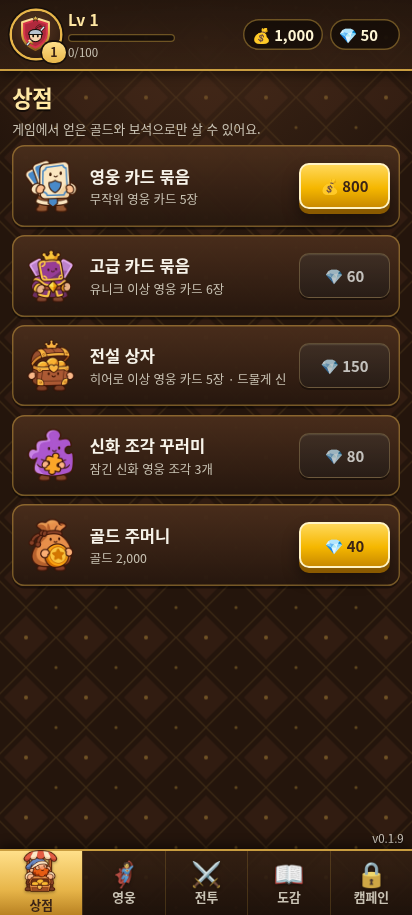 Lv 1
1
0/100
💰 1,000
💎 50
상점
게임에서 얻은 골드와 보석으로만 살 수 있어요.
영웅 카드 묶음
무작위 영웅 카드 5장
💰 800
고급 카드 묶음
유니크 이상 영웅 카드 6장
💎 60
전설 상자
히어로 이상 영웅 카드 5장 · 드물게 신
💎 150
신화 조각 꾸러미
잠긴 신화 영웅 조각 3개
💎 80
골드 주머니
골드 2,000
💎 40
v0.1.9
상점
영웅
전투
도감
캠페인